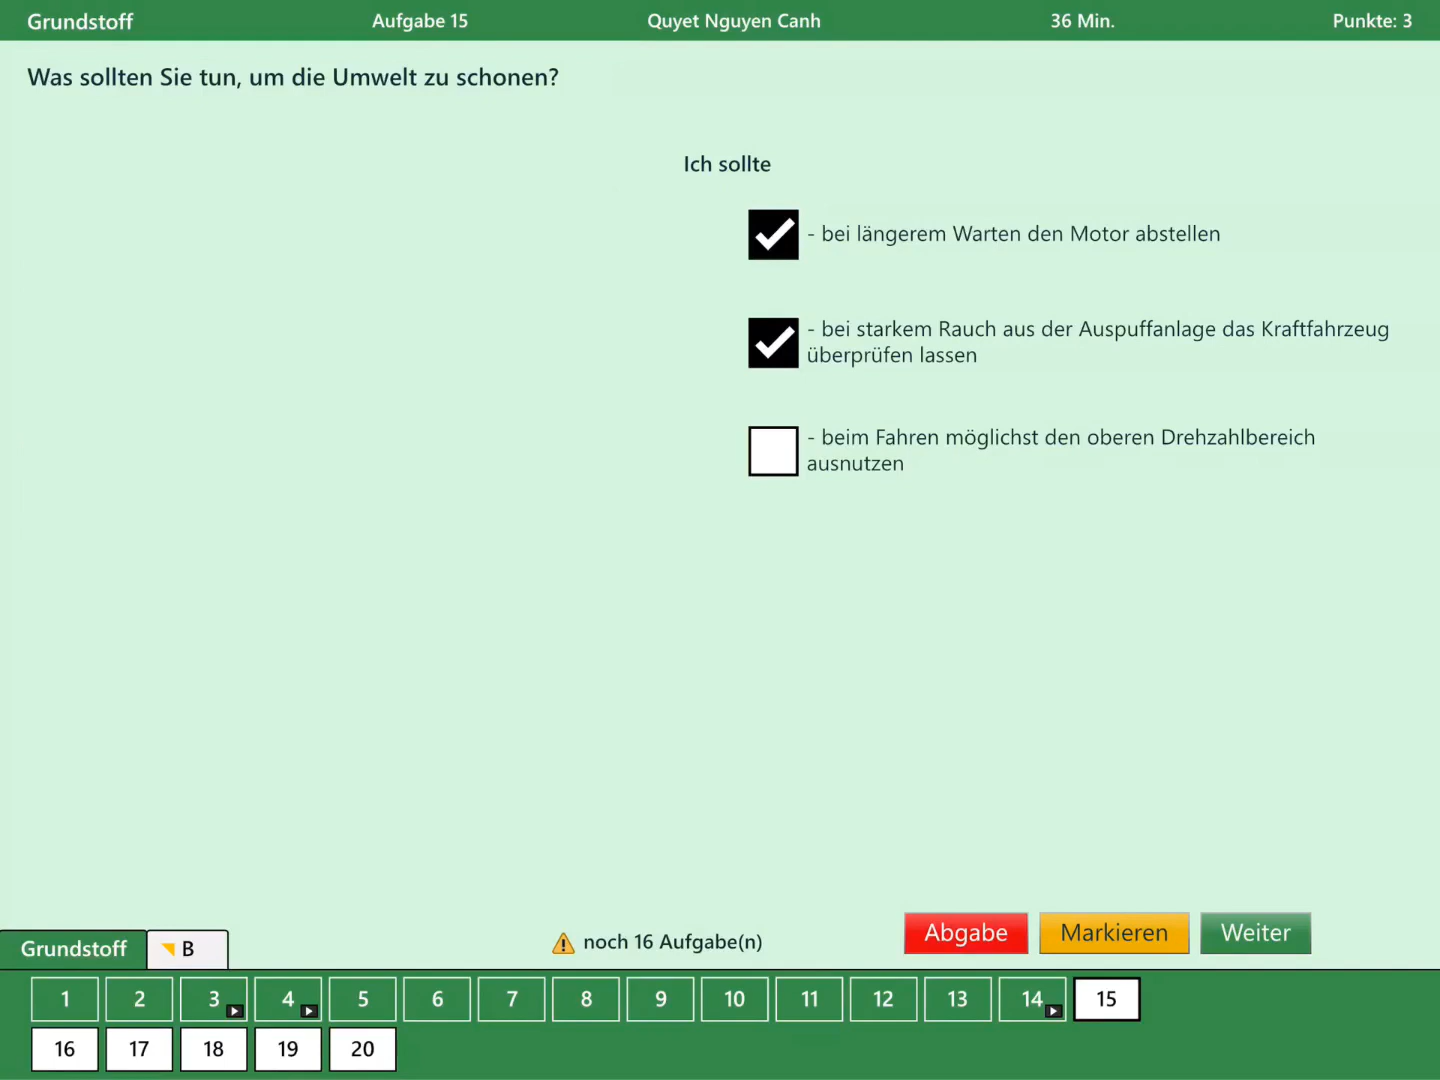 Grundstoff Aufgabe 15 Quyet Nguyen Canh 36 Min. Punkte: 3
Was sollten Sie tun, um die Umwelt zu schonen?
Ich sollte
- bei längerem Warten den Motor abstellen
- bei starkem Rauch aus der Auspuffanlage das Kraftfahrzeug
überprüfen lassen
- beim Fahren möglichst den oberen Drehzahlbereich
ausnutzen
Grundstoff B noch 16 Aufgabe(n) Abgabe Markieren Weiter
1 2 3 4 5 6 7 8 9 10 11 12 13 14 15
16 17 18 19 20